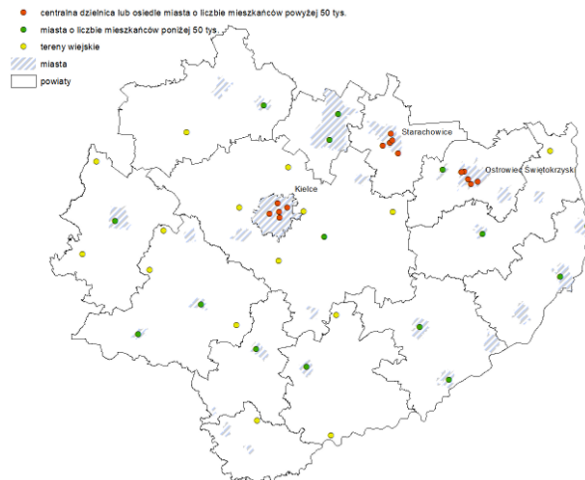 centralna dzielnica lub osiedle miasta o liczbie mieszkańców powyżej 50 tys.
miasta o liczbie mieszkańców poniżej 50 tys.
tereny wiejskie
miasta
powiaty
Starachowice
Ostrowiec Świętokrzyski
Kielce